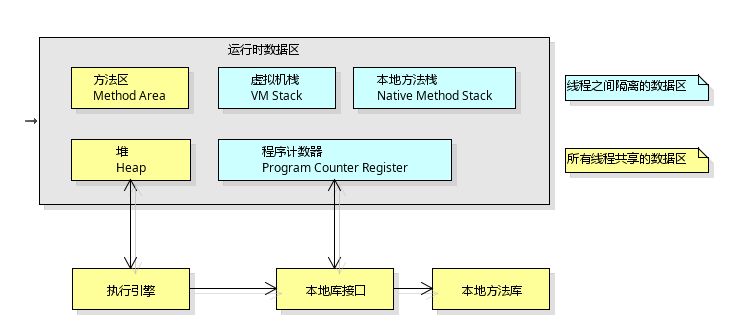 运行时数据区
方法区
Method Area
虚拟机栈
VM Stack
本地方法栈
Native Method Stack
线程之间隔离的数据区
堆
Heap
程序计数器
Program Counter Register
所有线程共享的数据区
执行引擎
本地库接口
本地方法库